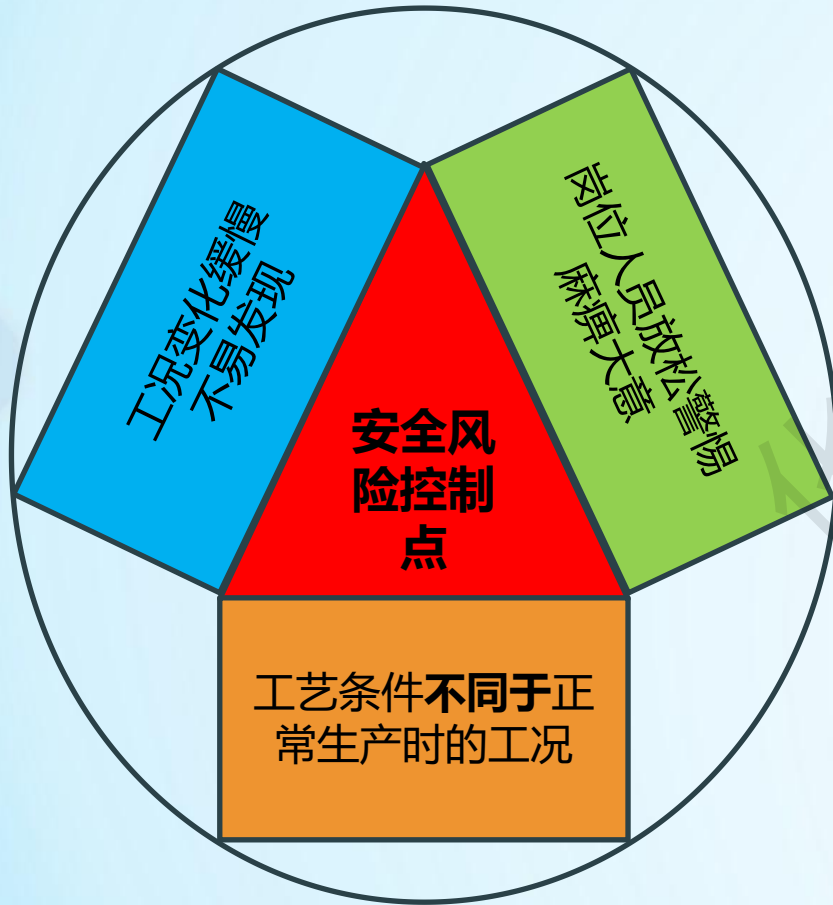 工况变化缓慢
不易发现
岗位人员放松警惕
麻痹大意
安全风
险控制
点
工艺条件不同于正
常生产时的工况